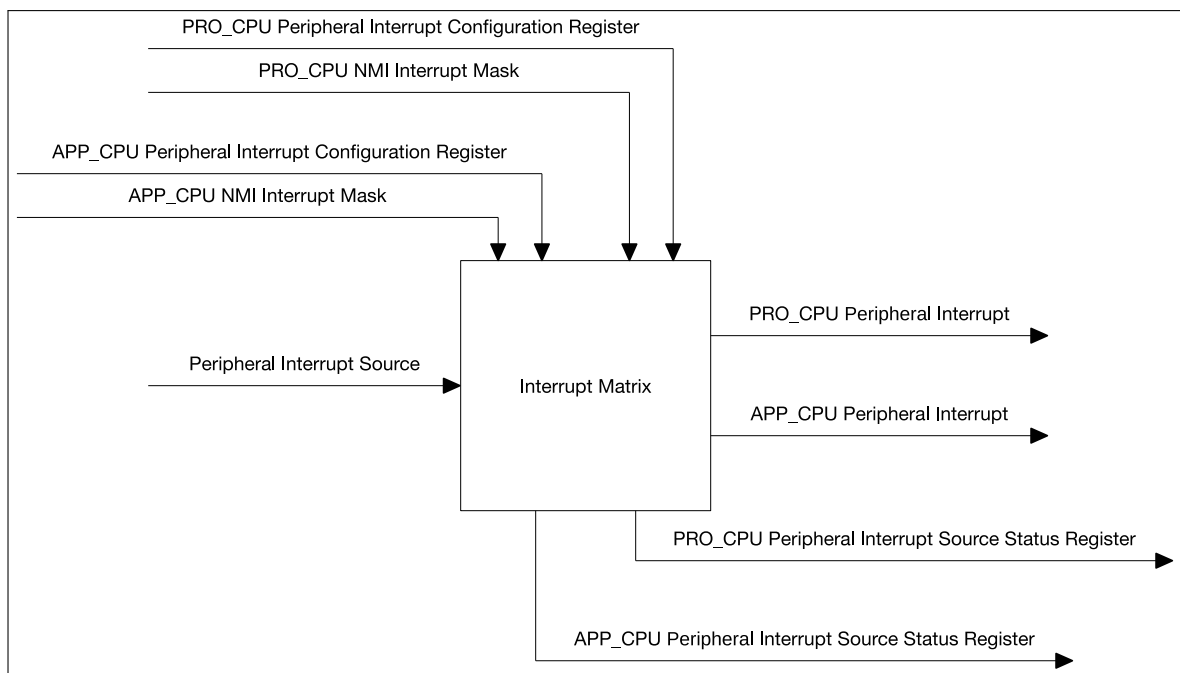 PRO_CPU Peripheral Interrupt Configuration Register
PRO_CPU NMI Interrupt Mask
APP_CPU Peripheral Interrupt Configuration Register
APP_CPU NMI Interrupt Mask
PRO_CPU Peripheral Interrupt
Peripheral Interrupt Source
Interrupt Matrix
APP_CPU Peripheral Interrupt
PRO_CPU Peripheral Interrupt Source Status Register
APP_CPU Peripheral Interrupt Source Status Register